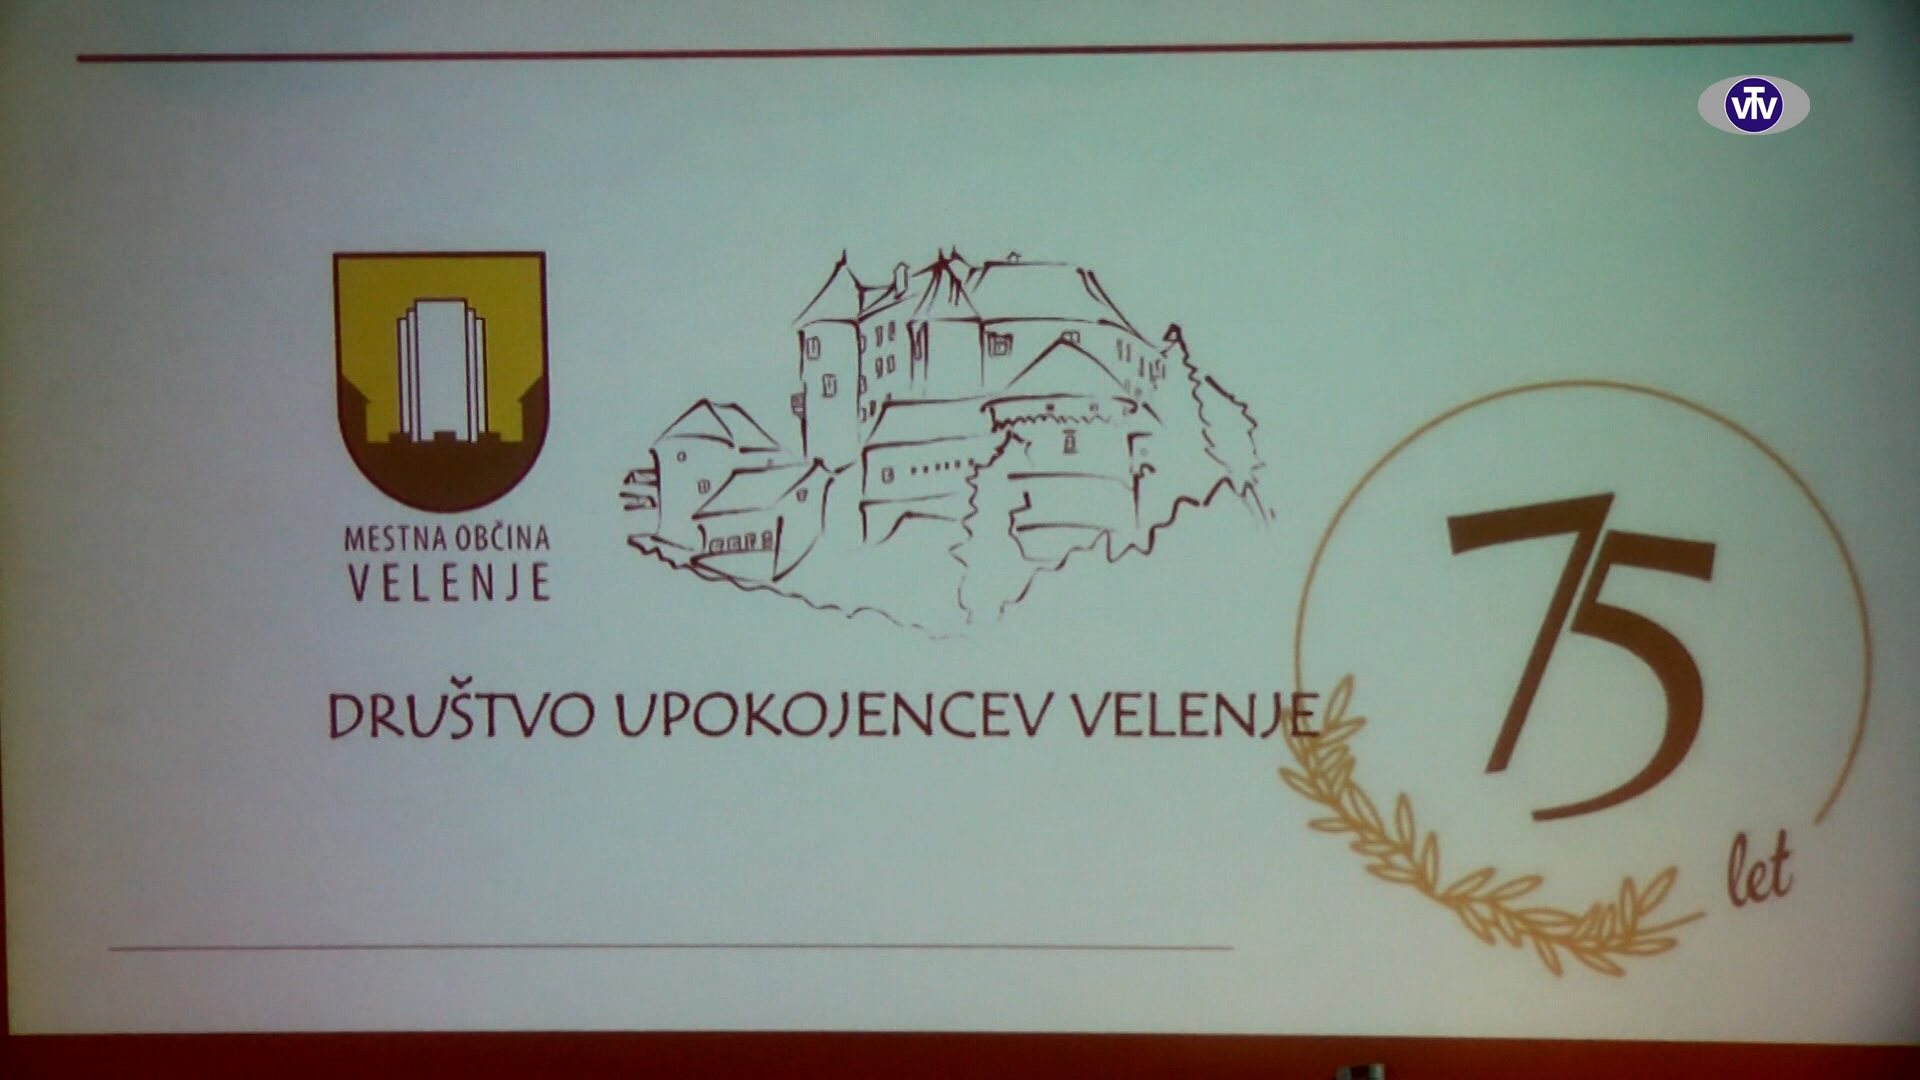 VTV
MESTNA OBČINA
VELENJE
DRUŠTVO UPOKOJENCEV VELENJE
75
let